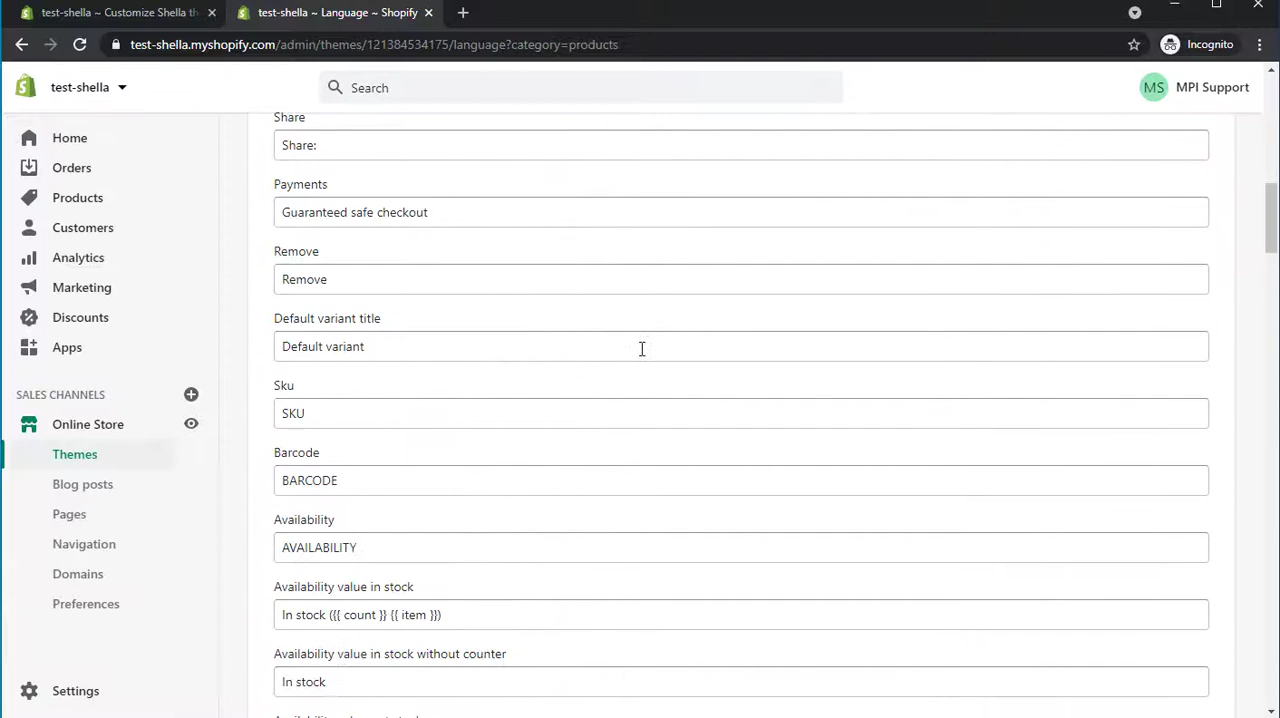 test-shella ~ Customize Shella th
test-shella ~ Language ~ Shopify
test-shella.myshopify.com/admin/themes/121384534175/language?category=products
Incognito
test-shella
Search
MS
MPI Support
Home
Orders
Products
Customers
Analytics
Marketing
Discounts
Apps
SALES CHANNELS
Online Store
Themes
Blog posts
Pages
Navigation
Domains
Preferences
Settings
Share
Share:
Payments
Guaranteed safe checkout
Remove
Remove
Default variant title
Default variant
Sku
SKU
Barcode
BARCODE
Availability
AVAILABILITY
Availability value in stock
In stock ({{ count }} {{ item }})
Availability value in stock without counter
In stock